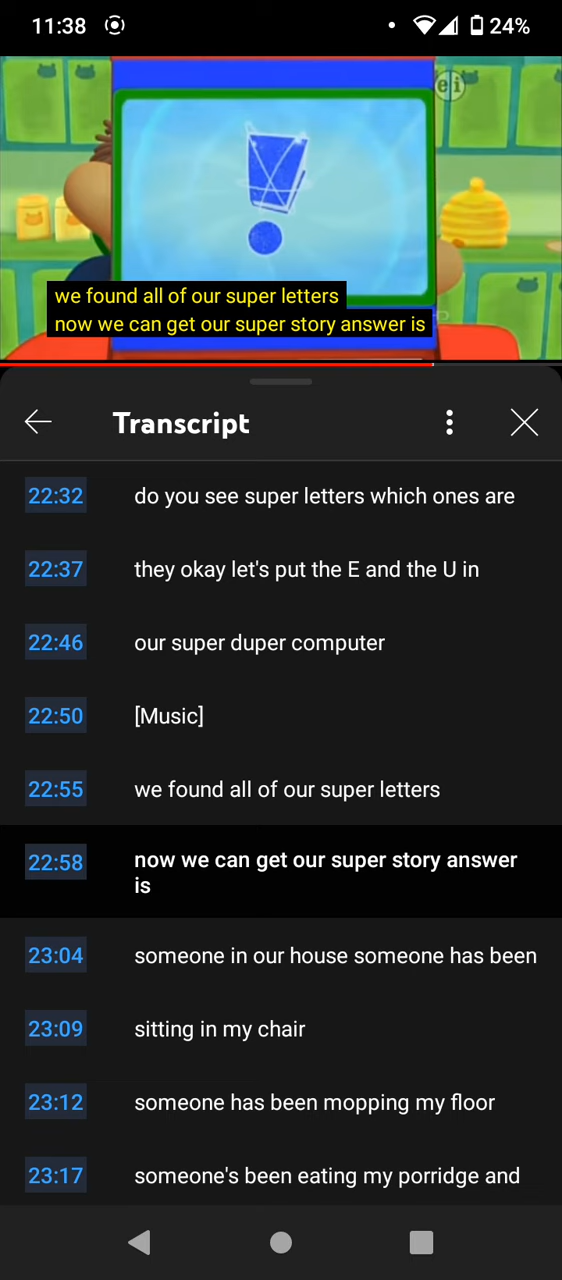 11:38
24%
ei
!
we found all of our super letters
now we can get our super story answer is
Transcript
22:32
do you see super letters which ones are
22:37
they okay let's put the E and the U in
22:46
our super duper computer
22:50
[Music]
22:55
we found all of our super letters
22:58
now we can get our super story answer
is
23:04
someone in our house someone has been
23:09
sitting in my chair
23:12
someone has been mopping my floor
23:17
someone's been eating my porridge and